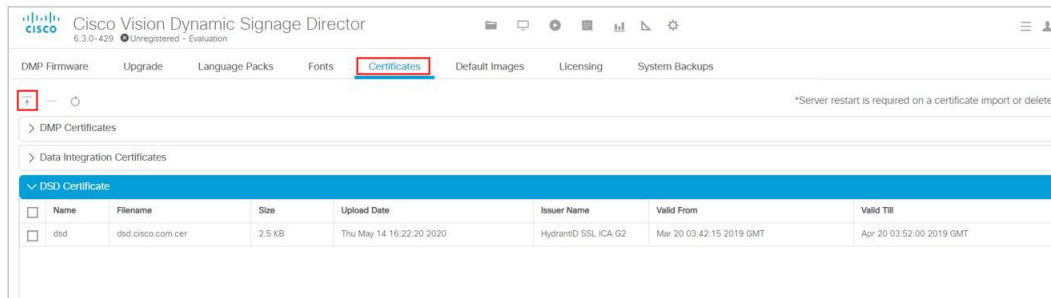 CISCO Cisco Vision Dynamic Signage Director
6.3.0-429 Unregistered - Evaluation
DMP Firmware Upgrade Language Packs Fonts Certificates Default Images Licensing System Backups
*Server restart is required on a certificate import or delete
DMP Certificates
Data Integration Certificates
DSD Certificate
Name Filename Size Upload Date Issuer Name Valid From Valid Till
dsd dsd.cisco.com.cer 2.5 KB Thu May 14 16:22:20 2020 HydrantID SSL ICA G2 Mar 20 03:42:15 2019 GMT Apr 20 03:52:00 2019 GMT